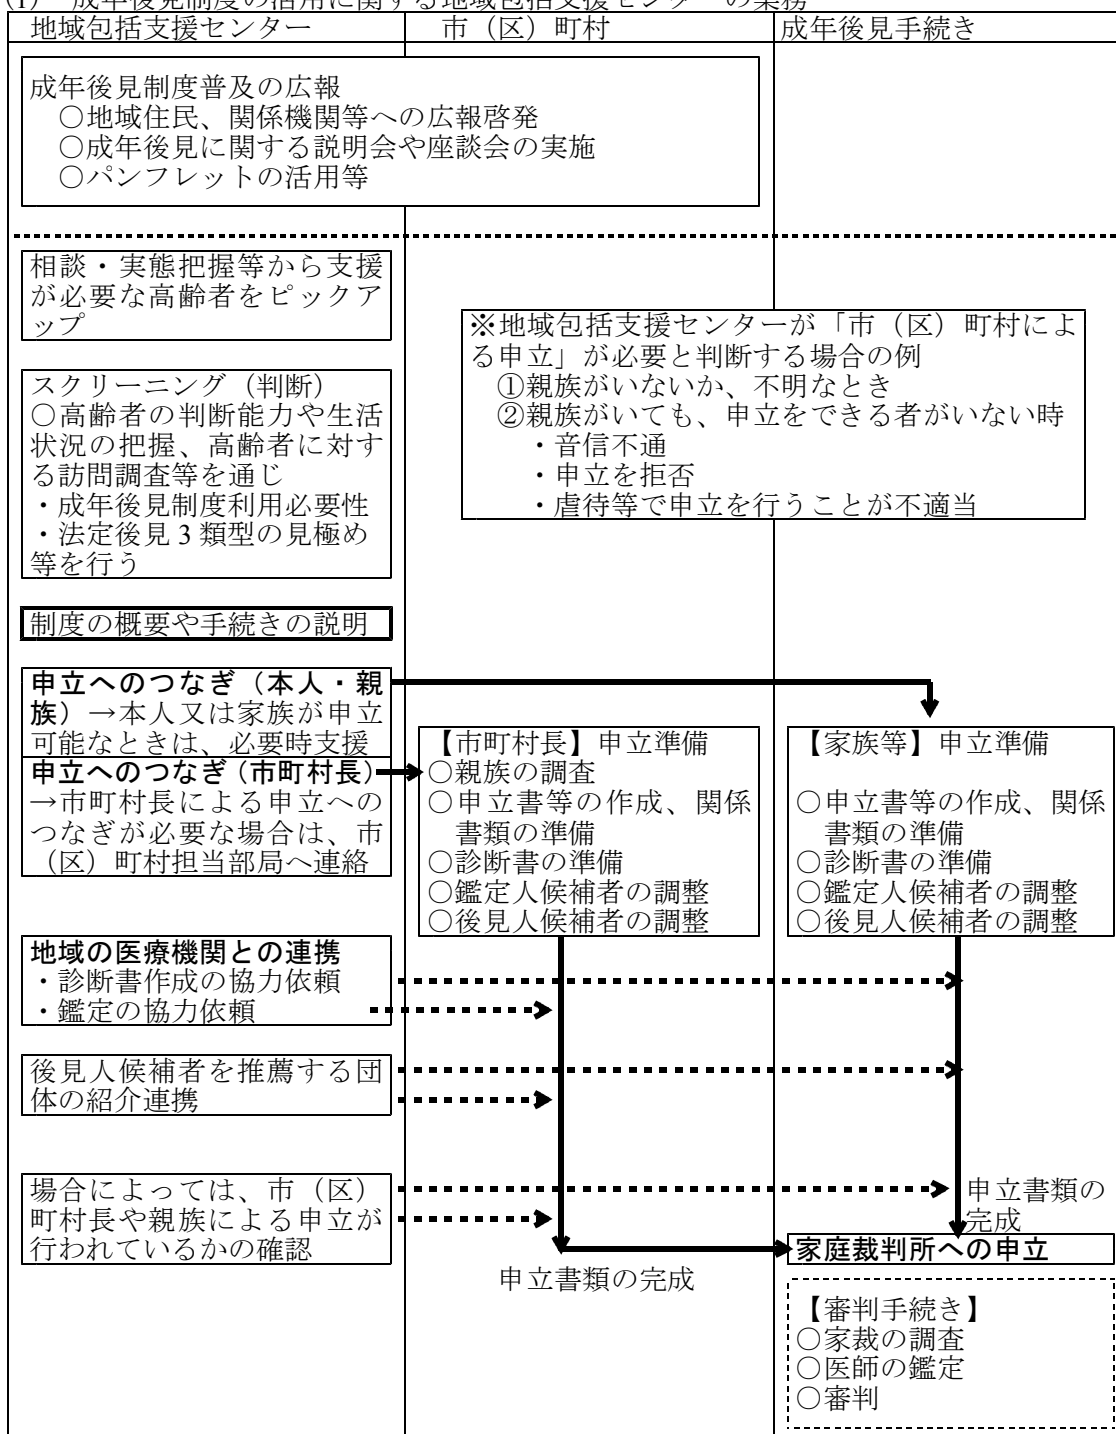 (1) 成年後見制度の活用に関する地域包括支援センターの業務
地域包括支援センター
市（区）町村
成年後見手続き
成年後見制度普及の広報
○地域住民、関係機関等への広報啓発
○成年後見に関する説明会や座談会の実施
○パンフレットの活用等
相談・実態把握等から支援
が必要な高齢者をピックア
ップ
※地域包括支援センターが「市（区）町村によ
る申立」が必要と判断する場合の例
①親族がいないか、不明なとき
②親族がいても、申立をできる者がいない時
・音信不通
・申立を拒否
・虐待等で申立を行うことが不適当
スクリーニング（判断）
○高齢者の判断能力や生活
状況の把握、高齢者に対す
る訪問調査等を通じ
・成年後見制度利用必要性
・法定後見３類型の見極め
等を行う
制度の概要や手続きの説明
申立へのつなぎ（本人・親
族）→本人又は家族が申立
可能なときは、必要時支援
申立へのつなぎ（市町村長）
→市町村長による申立への
つなぎが必要な場合は、市
（区）町村担当部局へ連絡
【市町村長】申立準備
○親族の調査
○申立書等の作成、関係
書類の準備
○診断書の準備
○鑑定人候補者の調整
○後見人候補者の調整
【家族等】申立準備
○申立書等の作成、関係
書類の準備
○診断書の準備
○鑑定人候補者の調整
○後見人候補者の調整
地域の医療機関との連携
・診断書作成の協力依頼
・鑑定の協力依頼
後見人候補者を推薦する団
体の紹介連携
場合によっては、市（区）
町村長や親族による申立が
行われているかの確認
申立書類の
完成
家庭裁判所への申立
申立書類の完成
【審判手続き】
○家裁の調査
○医師の鑑定
○審判